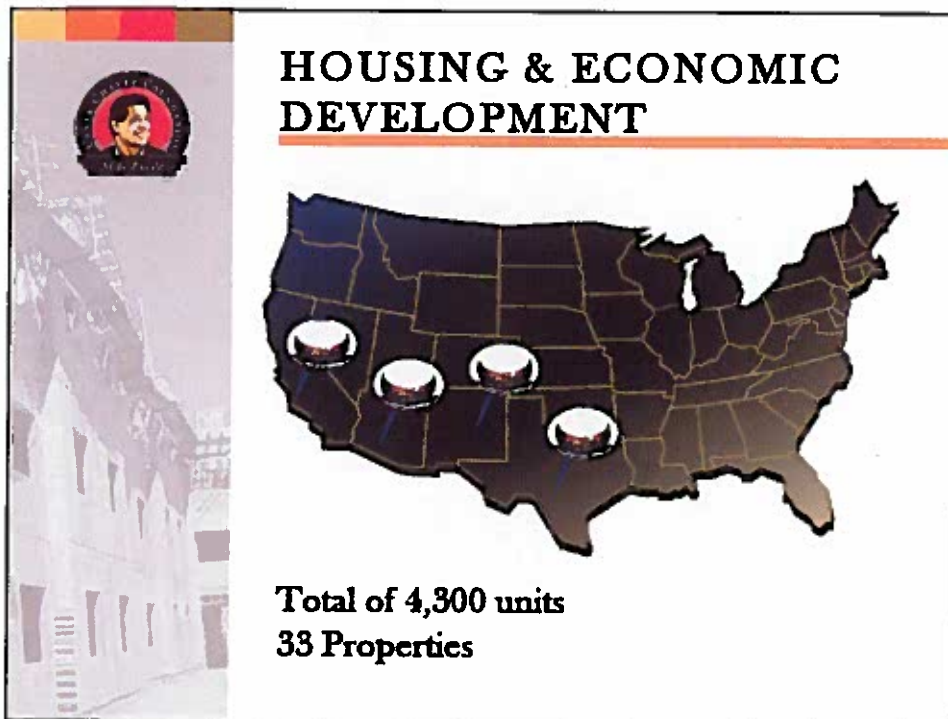 HOUSING & ECONOMIC
DEVELOPMENT
Total of 4,300 units
33 Properties